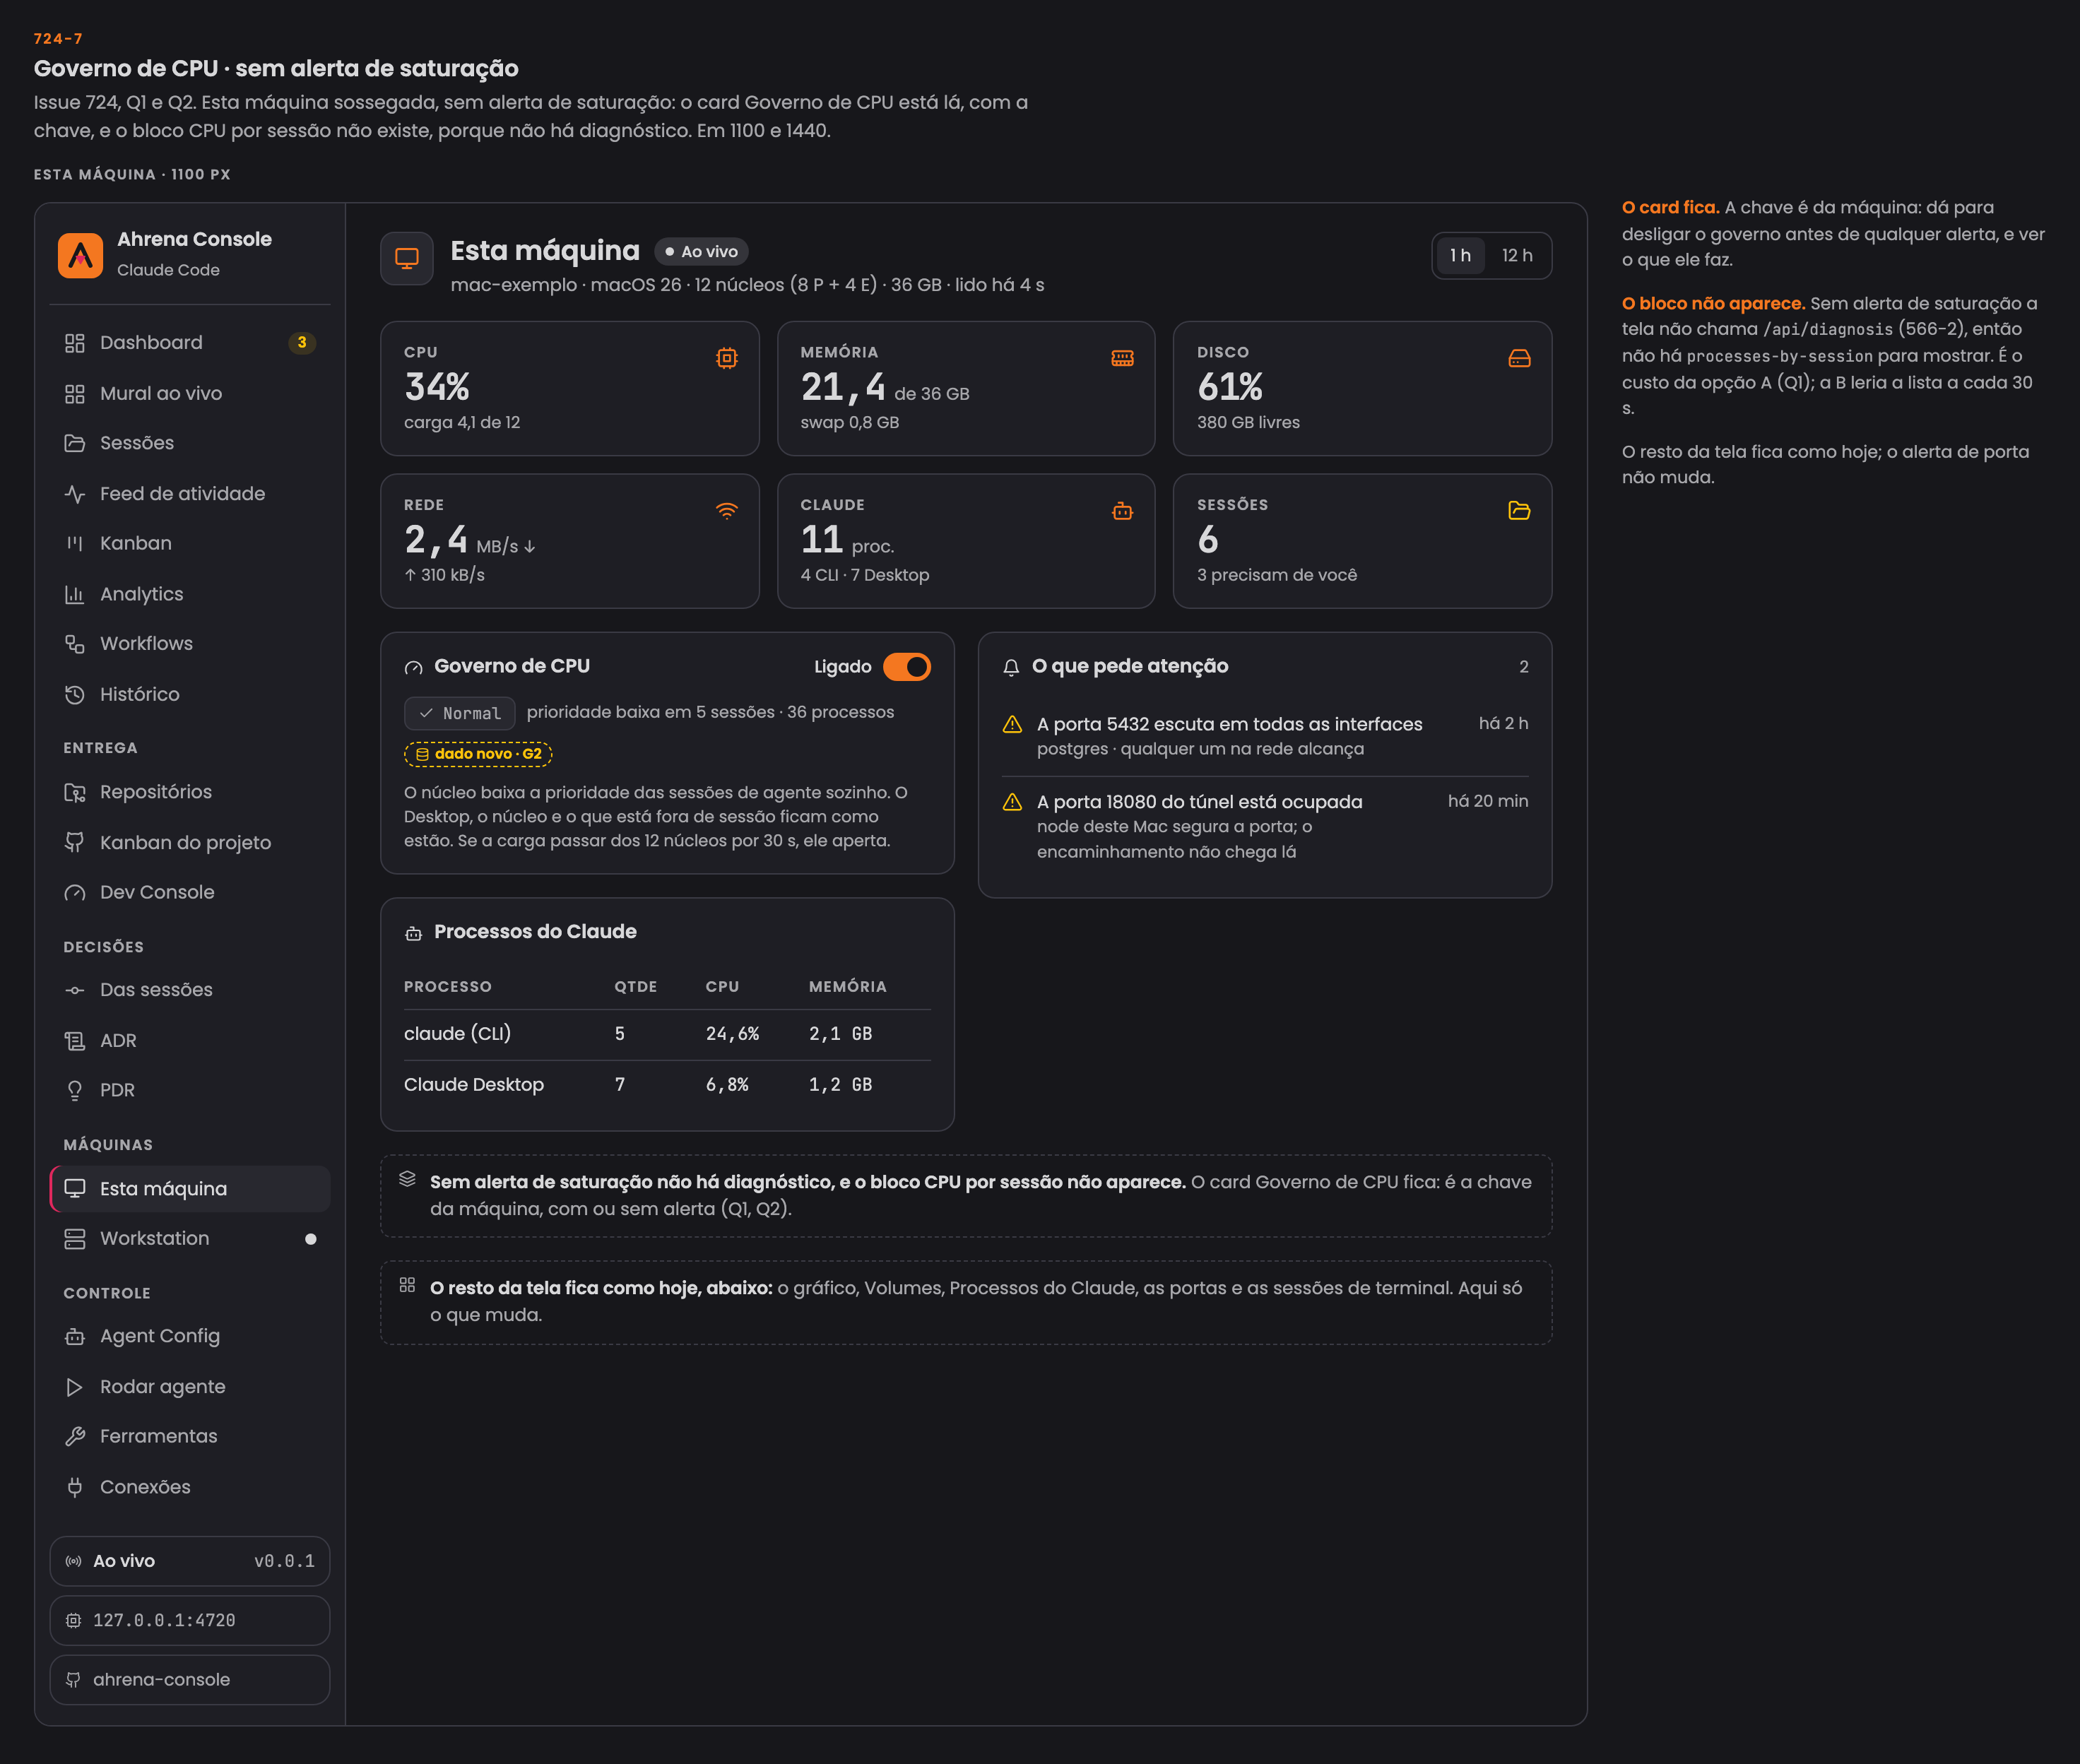 724-7
Governo de CPU · sem alerta de saturação
Issue 724, Q1 e Q2. Esta máquina sossegada, sem alerta de saturação: o card Governo de CPU está lá, com a
chave, e o bloco CPU por sessão não existe, porque não há diagnóstico. Em 1100 e 1440.
ESTA MÁQUINA · 1100 PX
Ahrena Console
Claude Code
Dashboard 3
Mural ao vivo
Sessões
Feed de atividade
Kanban
Analytics
Workflows
Histórico
ENTREGA
Repositórios
Kanban do projeto
Dev Console
DECISÕES
Das sessões
ADR
PDR
MÁQUINAS
Esta máquina
Workstation
CONTROLE
Agent Config
Rodar agente
Ferramentas
Conexões
Ao vivo v0.0.1
127.0.0.1:4720
ahrena-console
Esta máquina Ao vivo
mac-exemplo · macOS 26 · 12 núcleos (8 P + 4 E) · 36 GB · lido há 4 s
1 h 12 h
CPU
34%
carga 4,1 de 12
MEMÓRIA
21,4 de 36 GB
swap 0,8 GB
DISCO
61%
380 GB livres
REDE
2,4 MB/s ↓
↑ 310 kB/s
CLAUDE
11 proc.
4 CLI · 7 Desktop
SESSÕES
6
3 precisam de você
Governo de CPU Ligado
Normal prioridade baixa em 5 sessões · 36 processos
dado novo · G2
O núcleo baixa a prioridade das sessões de agente sozinho. O
Desktop, o núcleo e o que está fora de sessão ficam como
estão. Se a carga passar dos 12 núcleos por 30 s, ele aperta.
O que pede atenção 2
A porta 5432 escuta em todas as interfaces há 2 h
postgres · qualquer um na rede alcança
A porta 18080 do túnel está ocupada há 20 min
node deste Mac segura a porta; o
encaminhamento não chega lá
Processos do Claude
PROCESSO QTDE CPU MEMÓRIA
claude (CLI) 5 24,6% 2,1 GB
Claude Desktop 7 6,8% 1,2 GB
Sem alerta de saturação não há diagnóstico, e o bloco CPU por sessão não aparece. O card Governo de CPU fica: é a chave
da máquina, com ou sem alerta (Q1, Q2).
O resto da tela fica como hoje, abaixo: o gráfico, Volumes, Processos do Claude, as portas e as sessões de terminal. Aqui só
o que muda.
O card fica. A chave é da máquina: dá para
desligar o governo antes de qualquer alerta, e ver
o que ele faz.
O bloco não aparece. Sem alerta de saturação a
tela não chama /api/diagnosis (566-2), então
não há processes-by-session para mostrar. É o
custo da opção A (Q1); a B leria a lista a cada 30
s.
O resto da tela fica como hoje; o alerta de porta
não muda.